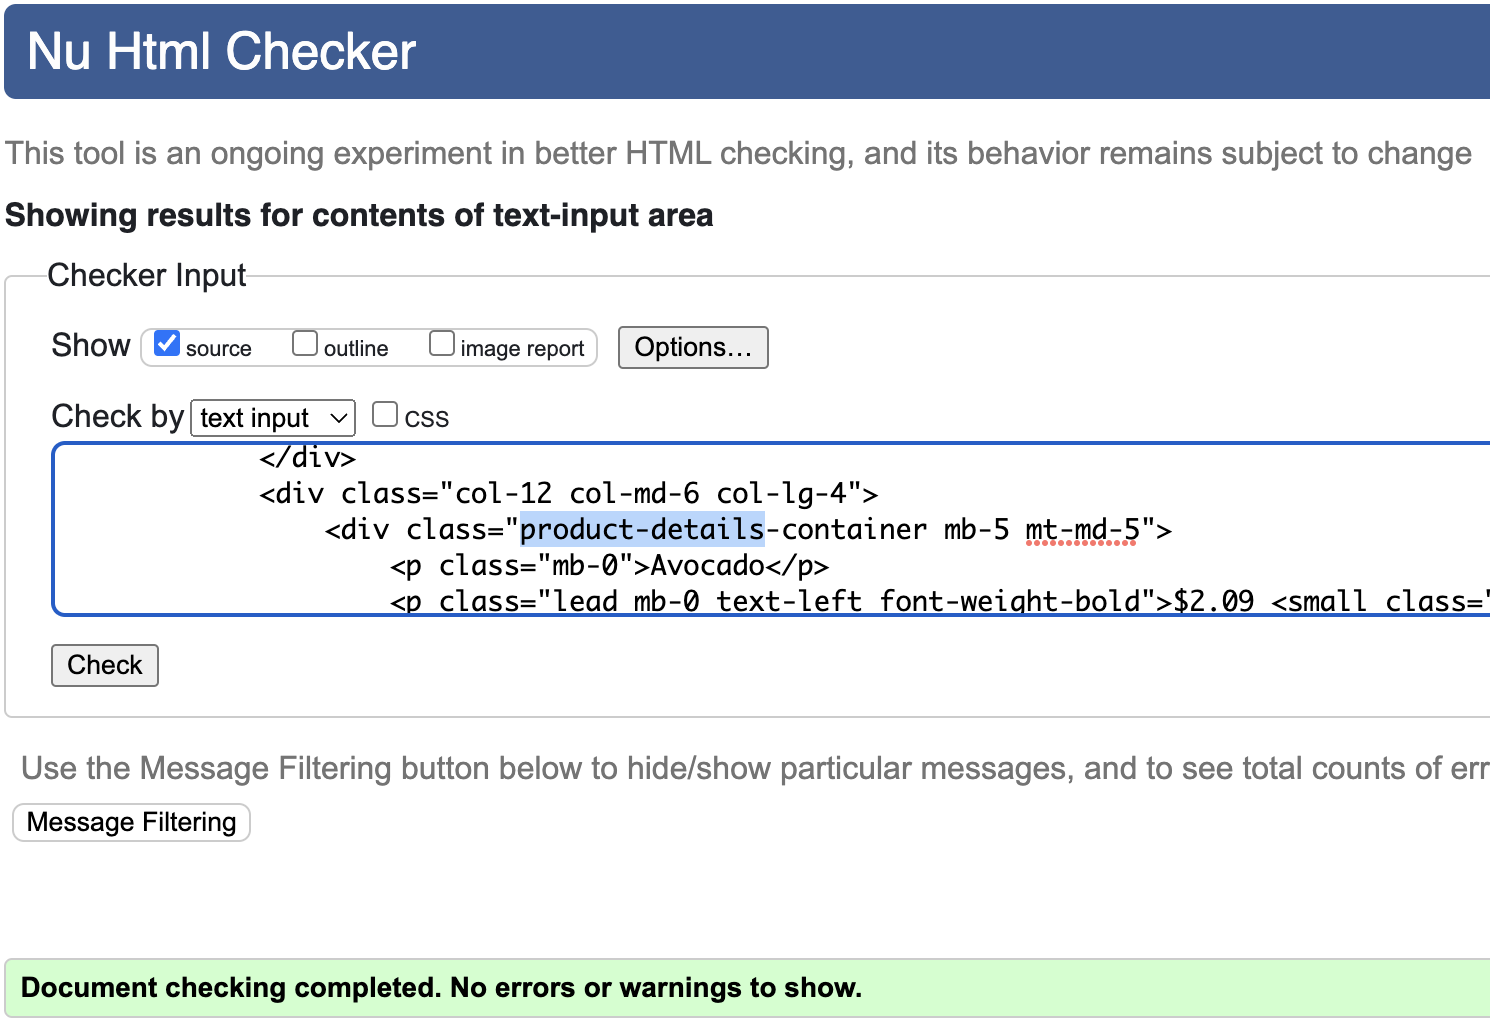 Nu Html Checker
This tool is an ongoing experiment in better HTML checking, and its behavior remains subject to change
Showing results for contents of text-input area
Checker Input
Show source outline image report Options...
Check by text input css
</div>
<div class="col-12 col-md-6 col-lg-4">
<div class="product-details-container mb-5 mt-md-5">
<p class="mb-0">Avocado</p>
<p class="lead mb-0 text-left font-weight-bold">$2.09 <small class="
Check
Use the Message Filtering button below to hide/show particular messages, and to see total counts of err
Message Filtering
Document checking completed. No errors or warnings to show.